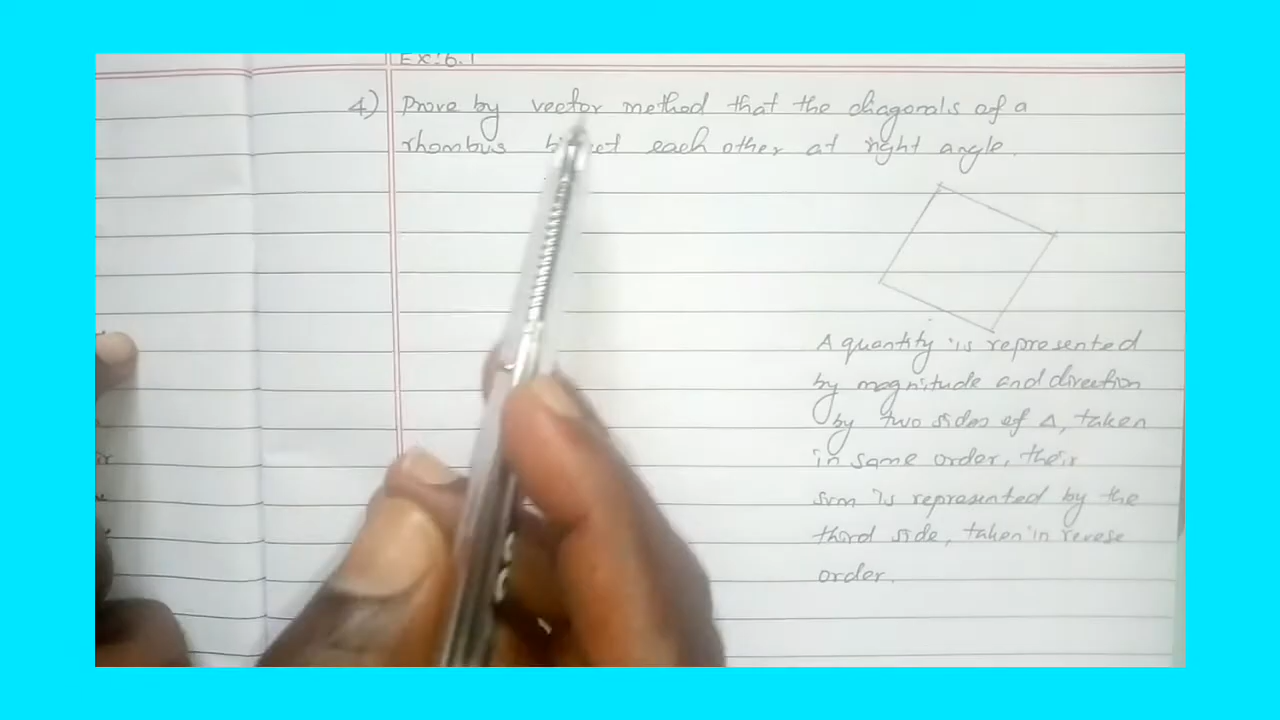 Ex: 6.1
4) Prove by vector method that the diagonals of a
rhombus each other at right angle.
A quantity is represented
by magnitude and direction
by two sides of Δ, taken
in same order, their
sum is represented by the
third side, taken in revese
order.